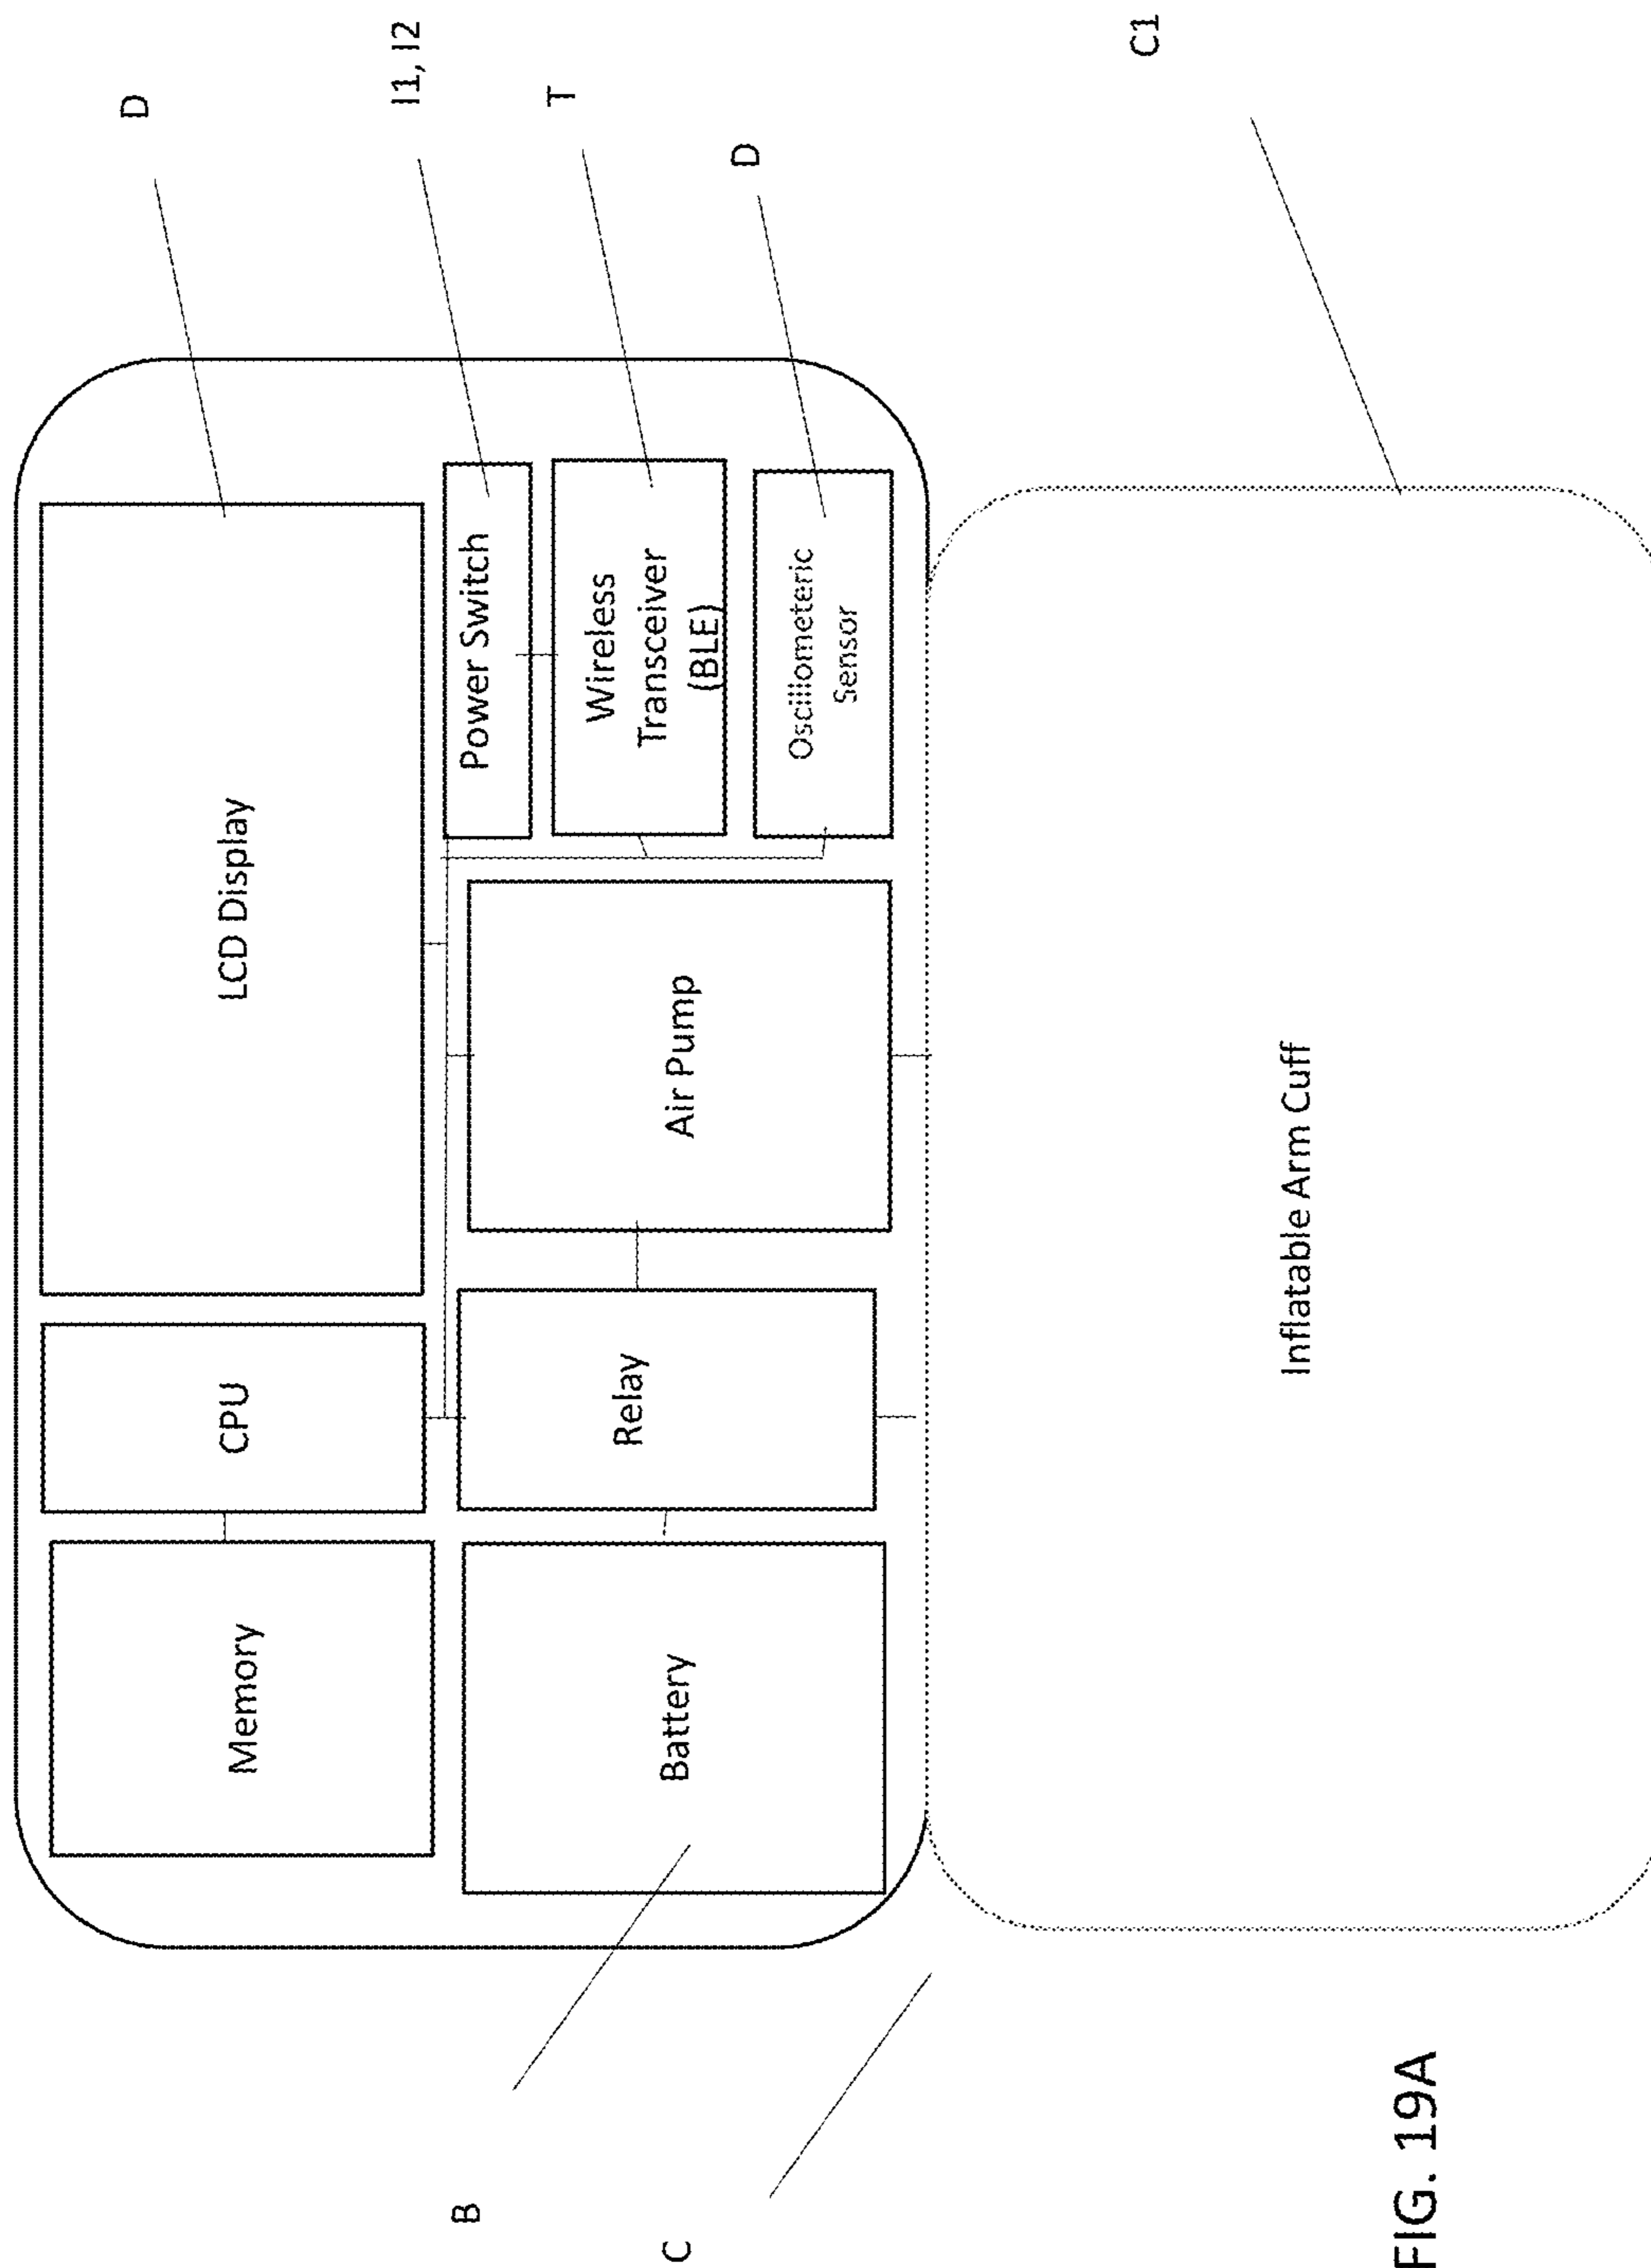 D
Memory
CPU
LCD Display
I1, I2
B
Power Switch
T
Wireless
Transceiver
(BLE)
Relay
Battery
Air Pump
C
D
Oscillometeric
Sensor
C1
Inflatable Arm Cuff
FIG. 19A